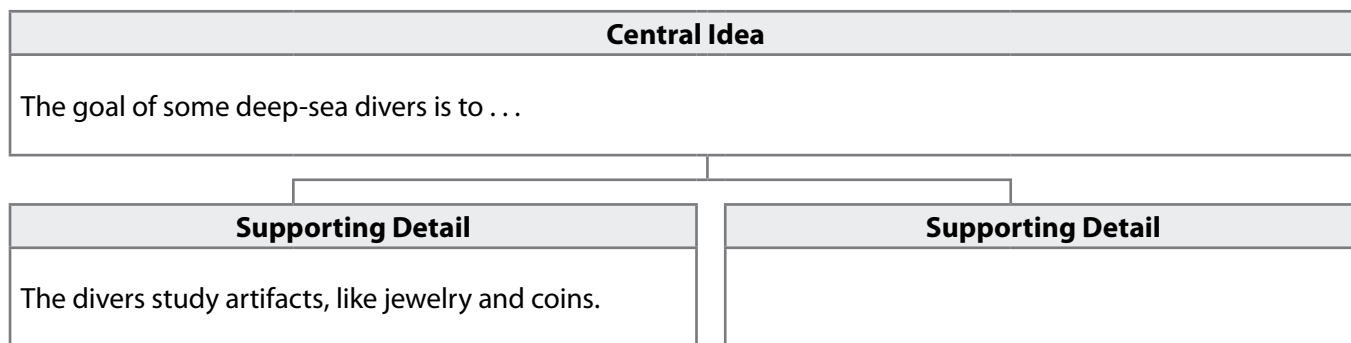 Central Idea
The goal of some deep-sea divers is to . . .
Supporting Detail
The divers study artifacts, like jewelry and coins.
Supporting Detail